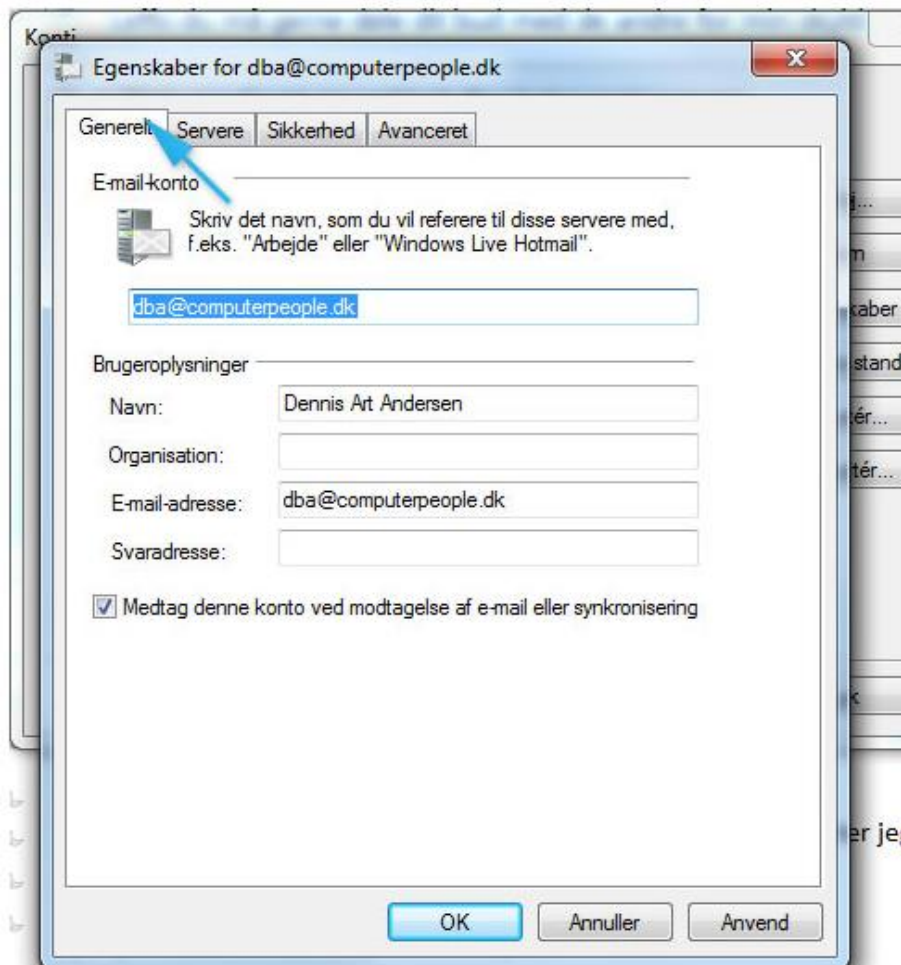 Konti
Egenskaber for dba@computerpeople.dk
Generelt Servere Sikkerhed Avanceret
E-mail-konto
Skriv det navn, som du vil referere til disse servere med,
f.eks. "Arbejde" eller "Windows Live Hotmail".
dba@computerpeople.dk
Brugeroplysninger
Navn: Dennis Art Andersen
Organisation:
E-mail-adresse: dba@computerpeople.dk
Svaradresse:
Medtag denne konto ved modtagelse af e-mail eller synkronisering
OK Annuller Anvend